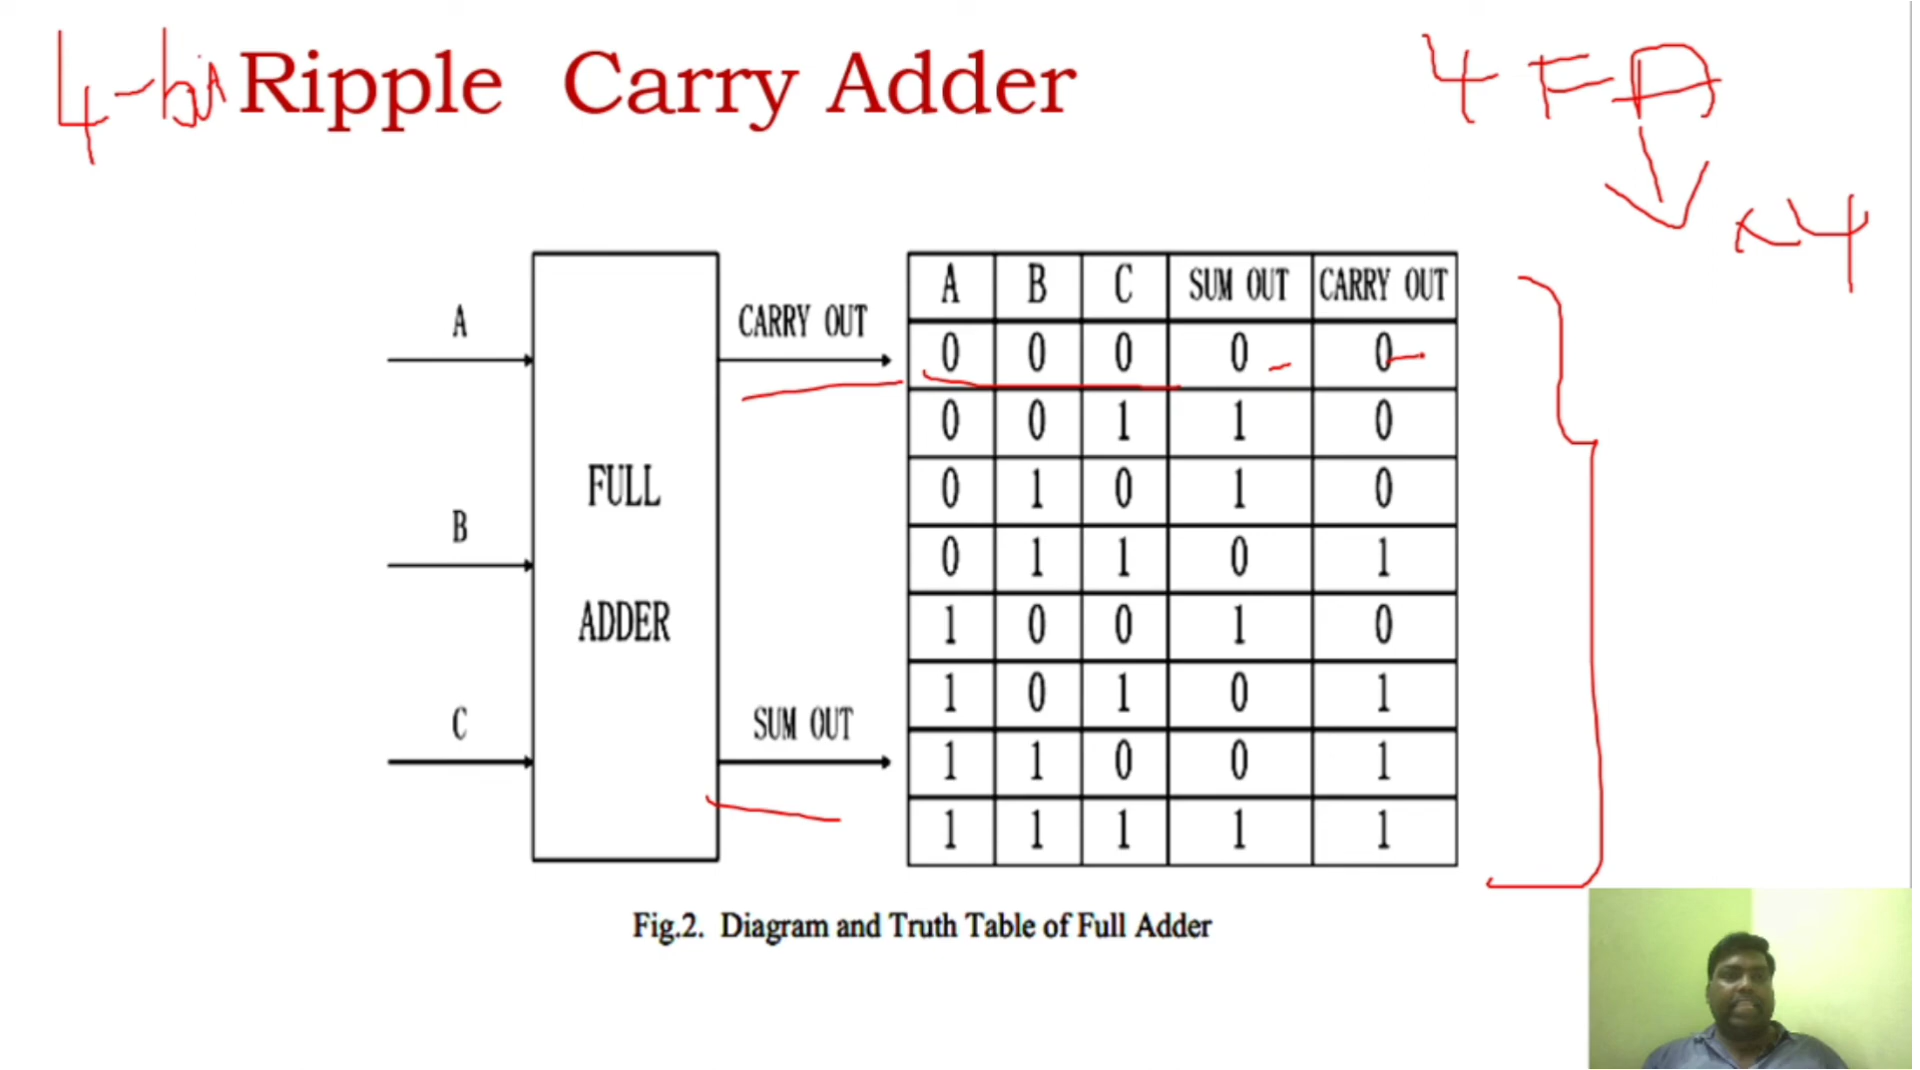 4-bit Ripple Carry Adder
4 FA
x4
A
B
C
FULL
ADDER
CARRY OUT
SUM OUT
A B C SUM OUT CARRY OUT
0 0 0 0 0
0 0 1 1 0
0 1 0 1 0
0 1 1 0 1
1 0 0 1 0
1 0 1 0 1
1 1 0 0 1
1 1 1 1 1
Fig.2. Diagram and Truth Table of Full Adder